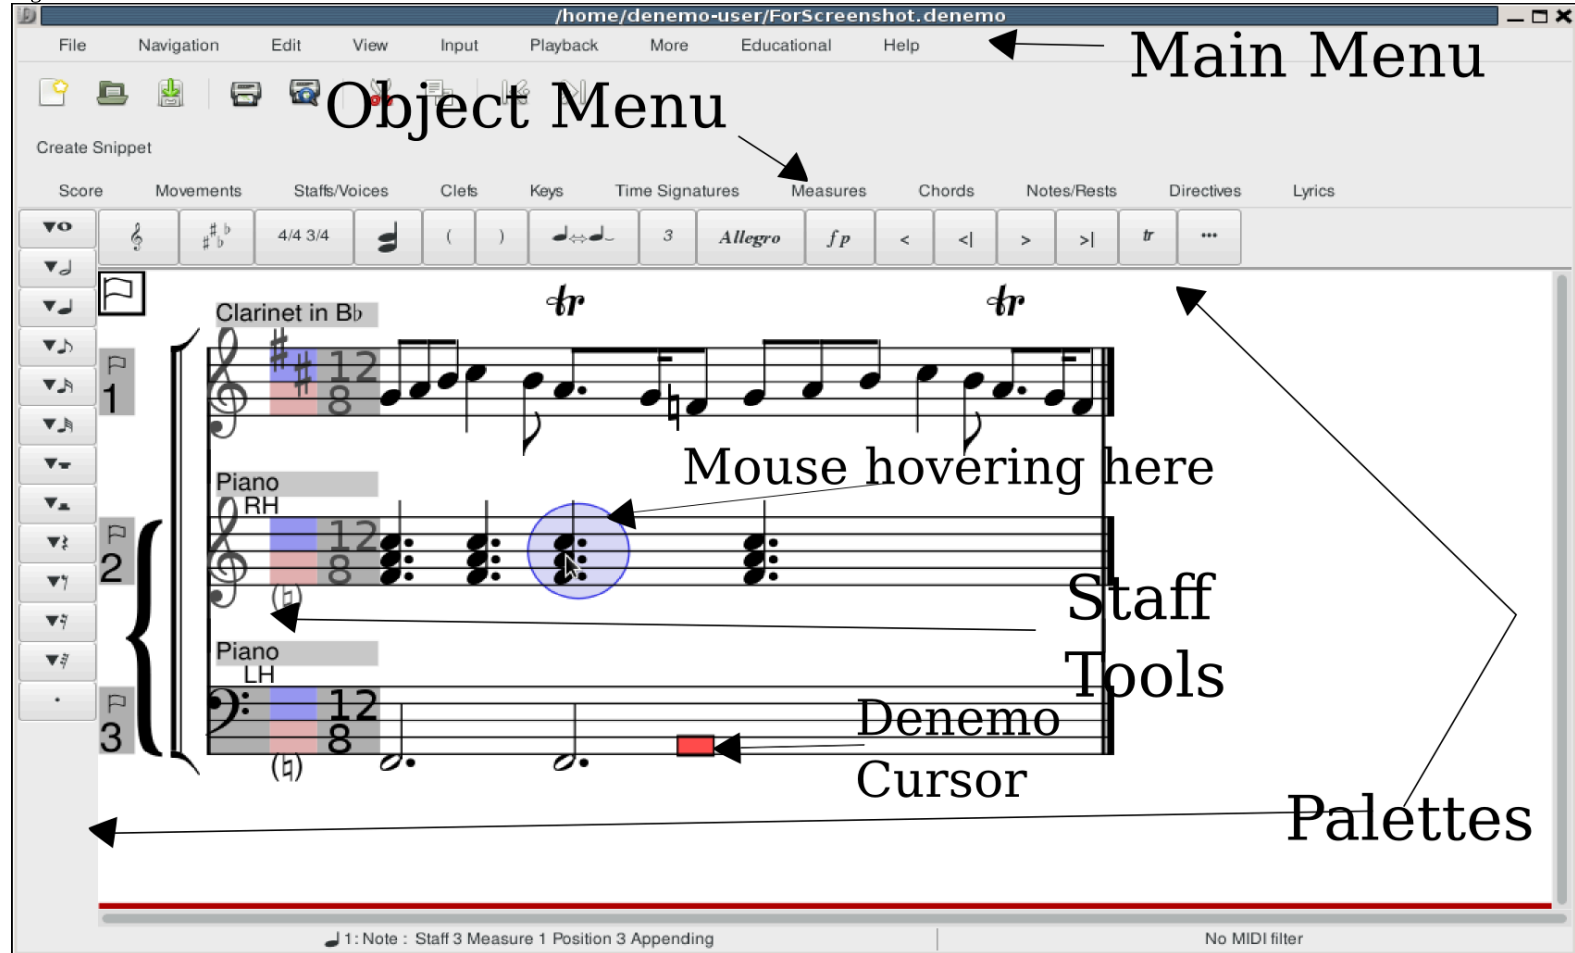 /home/denemo-user/ForScreenshot.denemo
File Navigation Edit View Input Playback More Educational Help
Main Menu
Object Menu
Create Snippet
Score Movements Staffs/Voices Clefs Keys Time Signatures Measures Chords Notes/Rests Directives Lyrics
4/4 3/4 ( ) 3 Allegro fp < <| > >| tr ...
Clarinet in B♭
tr tr
1
12
8
Mouse hovering here
Piano
RH
2
12
8
Staff
Tools
Piano
LH
3
12
8
Denemo
Cursor
Palettes
1: Note : Staff 3 Measure 1 Position 3 Appending
No MIDI filter